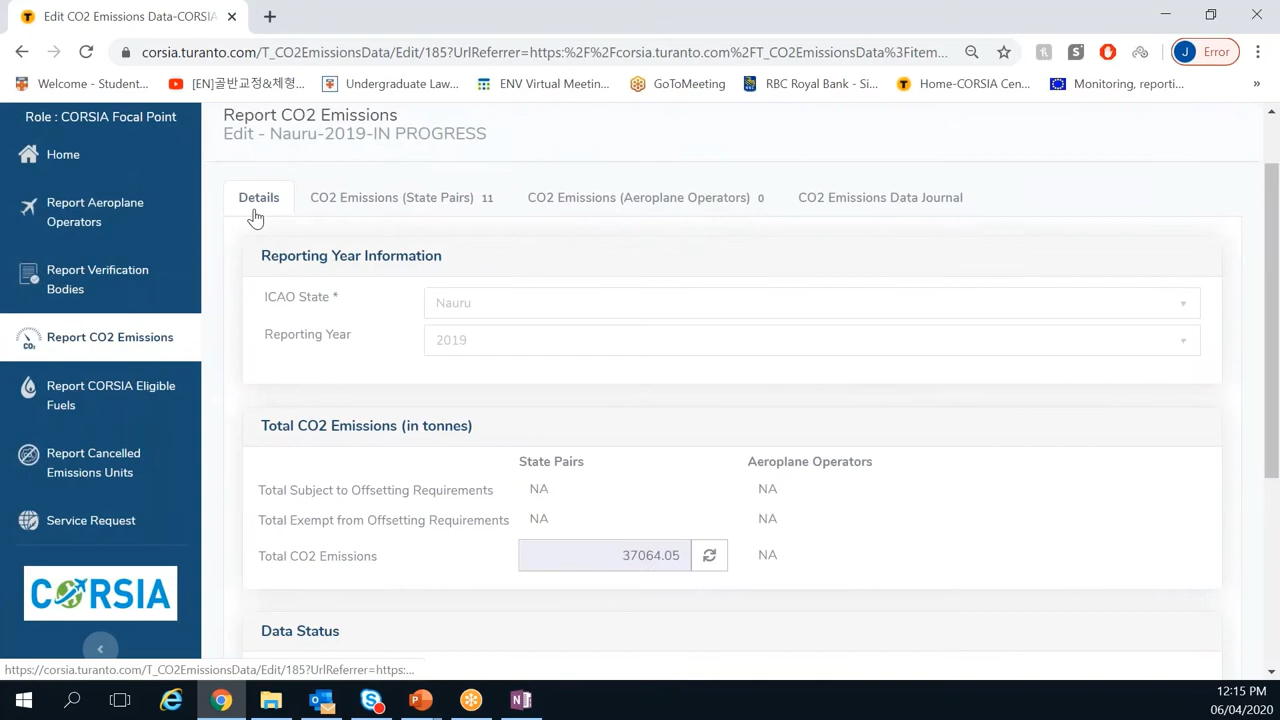 Edit CO2 Emissions Data-CORSIA
corsia.turanto.com/T_CO2EmissionsData/Edit/185?UrlReferrer=https:%2F%2Fcorsia.turanto.com%2FT_CO2EmissionsData%3Fitem...
J Error
Welcome - Student...
[EN]골반교정&체형...
Undergraduate Law...
ENV Virtual Meetin...
GoToMeeting
RBC Royal Bank - Si...
Home-CORSIA Cen...
Monitoring, reporti...
»
Role : CORSIA Focal Point
Home
Report Aeroplane
Operators
Report Verification
Bodies
CO₂
Report CO2 Emissions
Report CORSIA Eligible
Fuels
Report Cancelled
Emissions Units
Service Request
CORSIA
Report CO2 Emissions
Edit - Nauru-2019-IN PROGRESS
Details
CO2 Emissions (State Pairs) 11
CO2 Emissions (Aeroplane Operators) 0
CO2 Emissions Data Journal
Reporting Year Information
ICAO State * Nauru
Reporting Year 2019
Total CO2 Emissions (in tonnes)
State Pairs Aeroplane Operators
Total Subject to Offsetting Requirements NA NA
Total Exempt from Offsetting Requirements NA NA
Total CO2 Emissions 37064.05 NA
Data Status
https://corsia.turanto.com/T_CO2EmissionsData/Edit/185?UrlReferrer=https:...
12:15 PM
06/04/2020